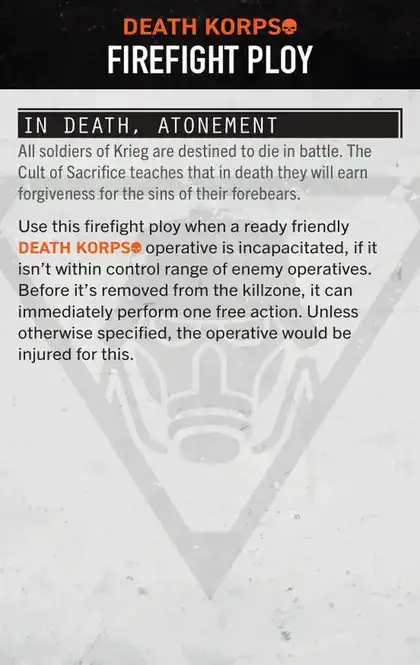 DEATH KORPS
FIREFIGHT PLOY
IN DEATH, ATONEMENT
All soldiers of Krieg are destined to die in battle. The
Cult of Sacrifice teaches that in death they will earn
forgiveness for the sins of their forebears.
Use this firefight ploy when a ready friendly
DEATH KORPS operative is incapacitated, if it
isn’t within control range of enemy operatives.
Before it’s removed from the killzone, it can
immediately perform one free action. Unless
otherwise specified, the operative would be
injured for this.